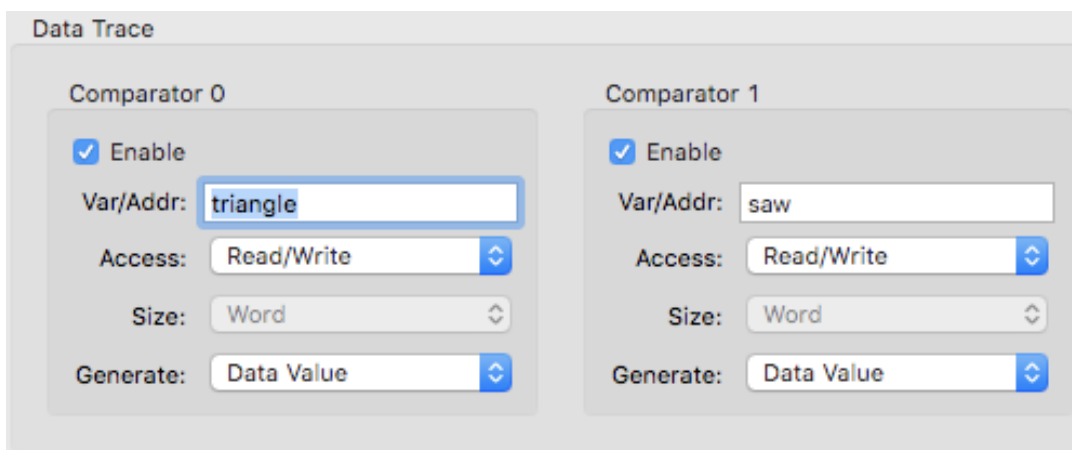 Data Trace
Comparator 0
Enable
Var/Addr: triangle
Access: Read/Write
Size: Word
Generate: Data Value
Comparator 1
Enable
Var/Addr: saw
Access: Read/Write
Size: Word
Generate: Data Value